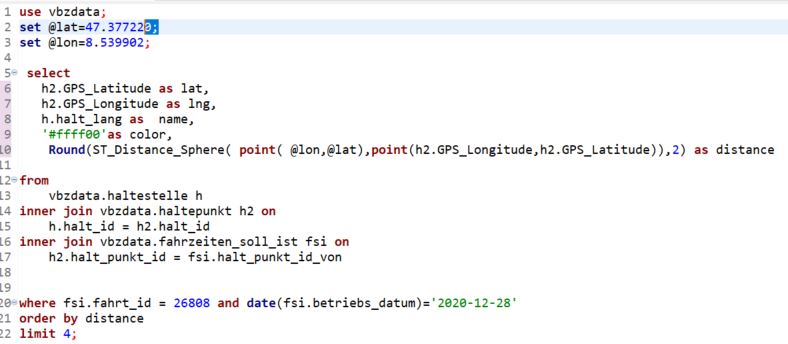 1 use vbzdata;
2 set @lat=47.377220;
3 set @lon=8.539902;
4
5 select
6 h2.GPS_Latitude as lat,
7 h2.GPS_Longitude as lng,
8 h.halt_lang as  name,
9 '#ffff00'as color,
10 Round(ST_Distance_Sphere( point( @lon,@lat),point(h2.GPS_Longitude,h2.GPS_Latitude)),2) as distance
11
12 from
13 vbzdata.haltestelle h
14 inner join vbzdata.haltepunkt h2 on
15 h.halt_id = h2.halt_id
16 inner join vbzdata.fahrzeiten_soll_ist fsi on
17 h2.halt_punkt_id = fsi.halt_punkt_id_von
18
19
20 where fsi.fahrt_id = 26808 and date(fsi.betriebs_datum)='2020-12-28'
21 order by distance
22 limit 4;